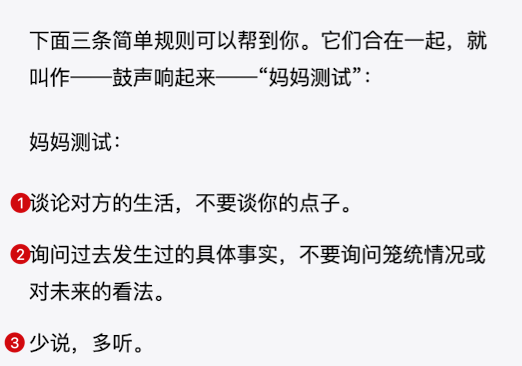 下面三条简单规则可以帮到你。它们合在一起，就
叫作——鼓声响起来——“妈妈测试”：
妈妈测试：
1 谈论对方的生活，不要谈你的点子。
2 询问过去发生过的具体事实，不要询问笼统情况或
对未来的看法。
3 少说，多听。